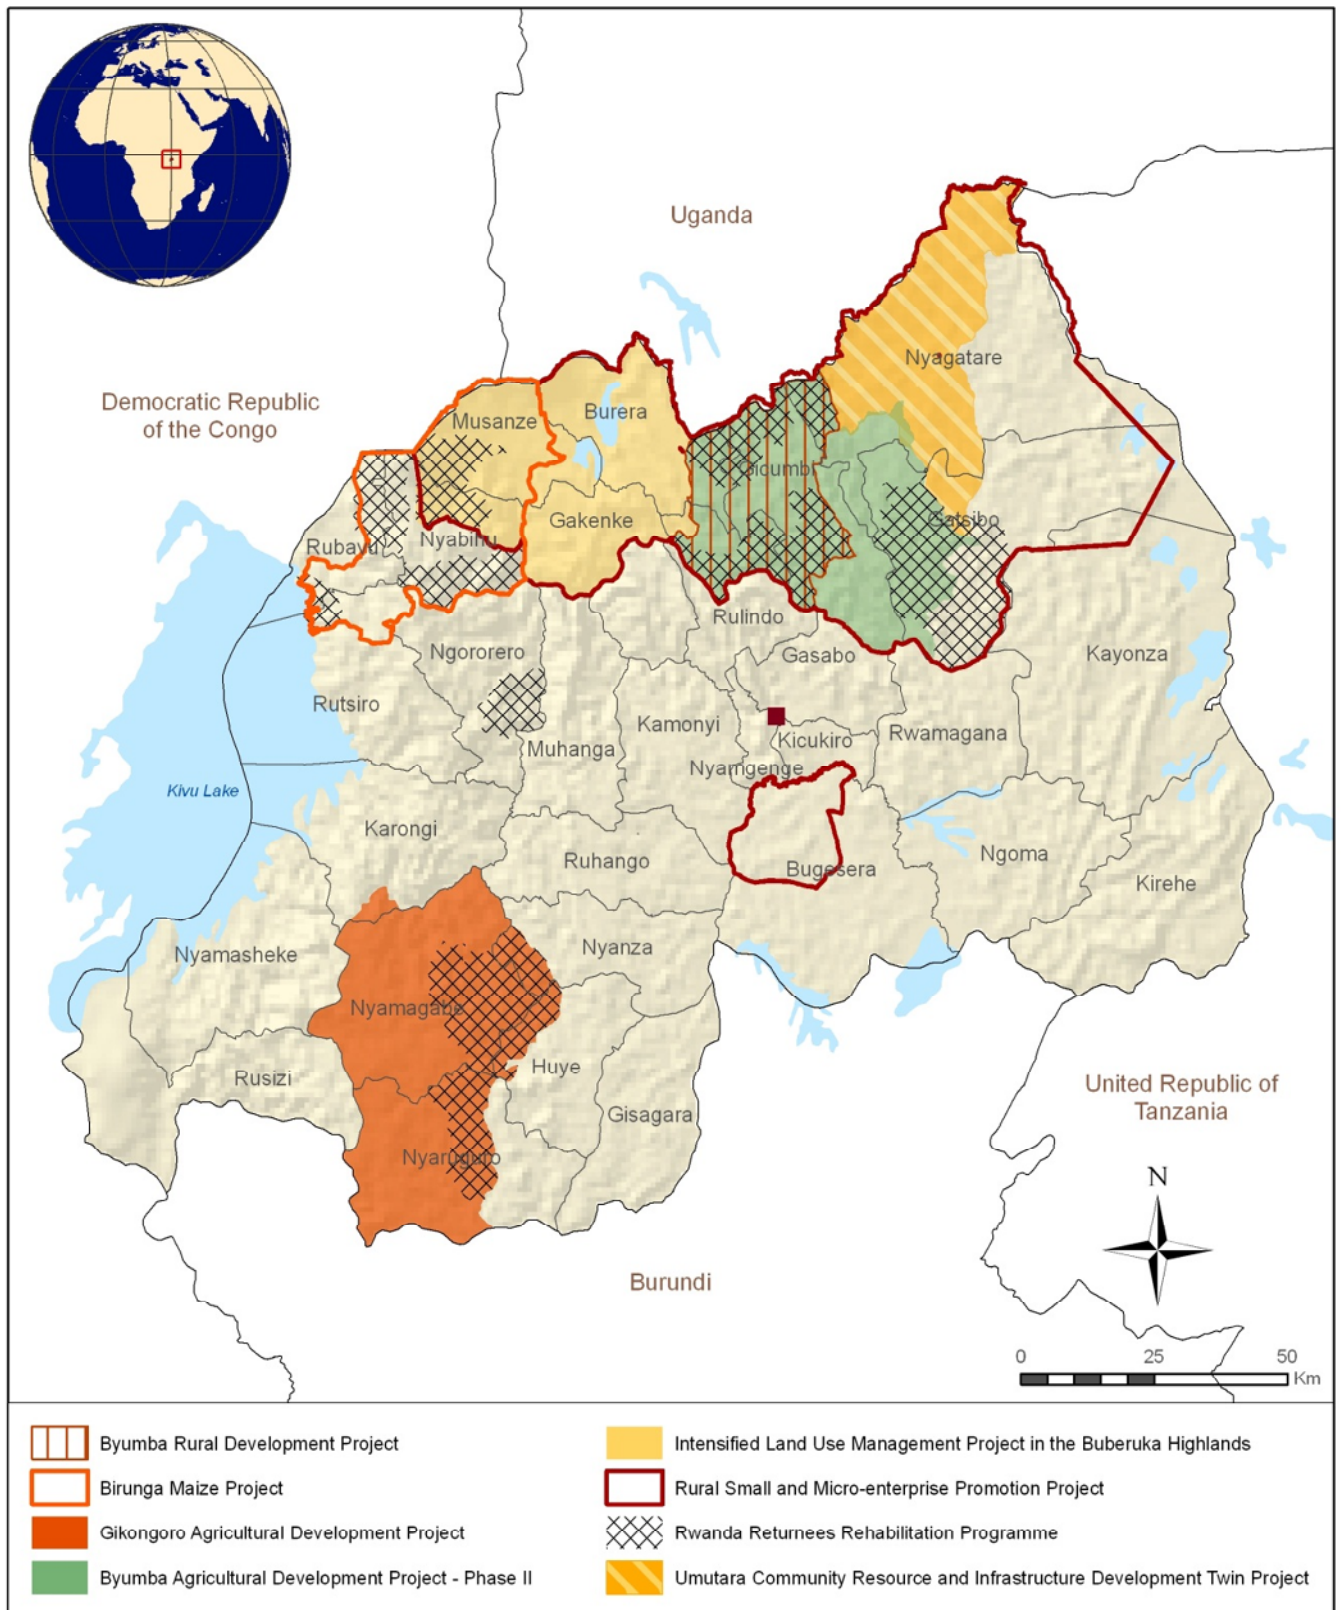 Uganda
Democratic Republic
of the Congo
Nyagatare
Burera
Musanze
Gicumbi
Gakenke
Gatsibo
Nyabihu
Rubavu
Rulindo
Ngororero
Gasabo
Kayonza
Rutsiro
Kamonyi
Rwamagana
Kicukiro
Muhanga
Nyamgenge
Kivu Lake
Karongi
Ruhango
Bugesera
Ngoma
Kirehe
Nyamasheke
Nyanza
Nyamagabe
Huye
Rusizi
Gisagara
United Republic of
Tanzania
Nyaruguro
N
Burundi
0 25 50
Km
Byumba Rural Development Project
Birunga Maize Project
Gikongoro Agricultural Development Project
Byumba Agricultural Development Project - Phase II
Intensified Land Use Management Project in the Buberuka Highlands
Rural Small and Micro-enterprise Promotion Project
Rwanda Returnees Rehabilitation Programme
Umutara Community Resource and Infrastructure Development Twin Project